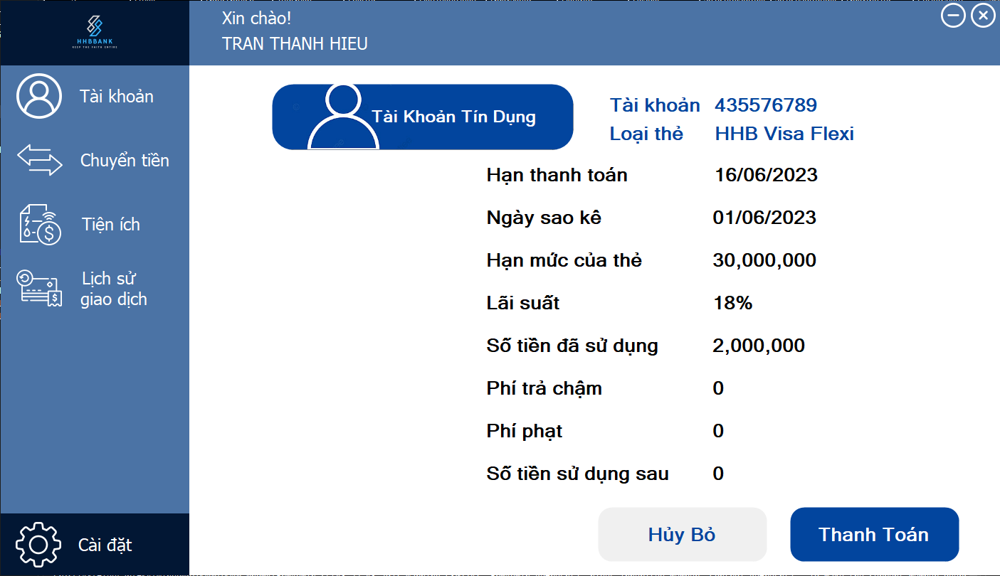 HHBBANK
KEEP THE FAITH ENTIRE
Xin chào!
TRAN THANH HIEU
Tài khoản
Chuyển tiền
Tiện ích
Lịch sử
giao dịch
Cài đặt
Tài Khoản Tín Dụng
Tài khoản 435576789
Loại thẻ HHB Visa Flexi
Hạn thanh toán 16/06/2023
Ngày sao kê 01/06/2023
Hạn mức của thẻ 30,000,000
Lãi suất 18%
Số tiền đã sử dụng 2,000,000
Phí trả chậm 0
Phí phạt 0
Số tiền sử dụng sau 0
Hủy Bỏ
Thanh Toán